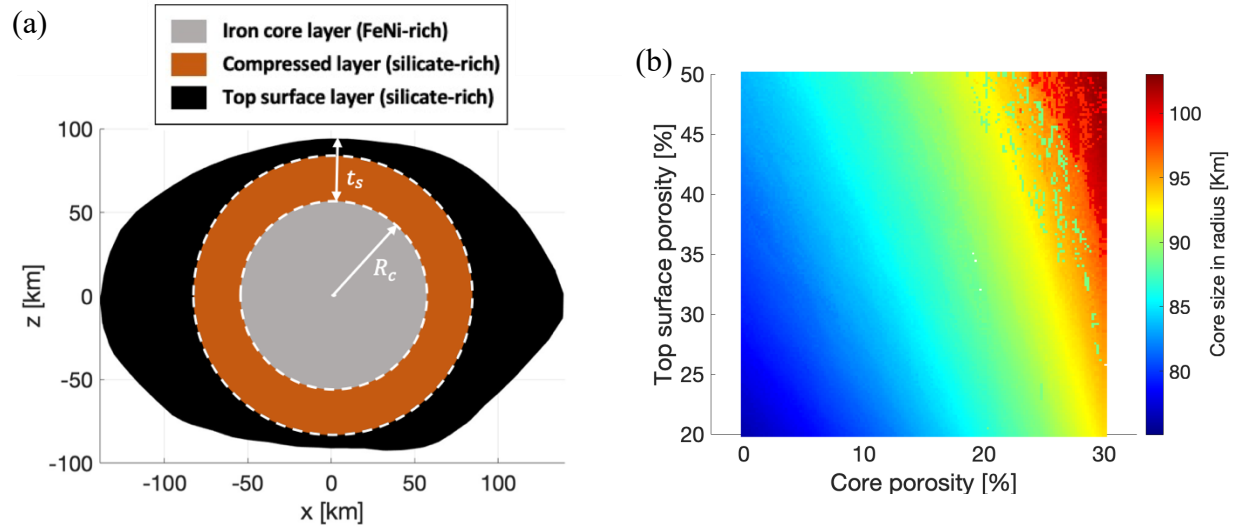 (a)
Iron core layer (FeNi-rich)
Compressed layer (silicate-rich)
Top surface layer (silicate-rich)
100
50
0
-50
-100
z [km]
t_s
R_c
-100
-50
0
50
100
x [km]
(b)
50
45
40
35
30
25
20
Top surface porosity [%]
0
10
20
30
Core porosity [%]
100
95
90
85
80
Core size in radius [Km]